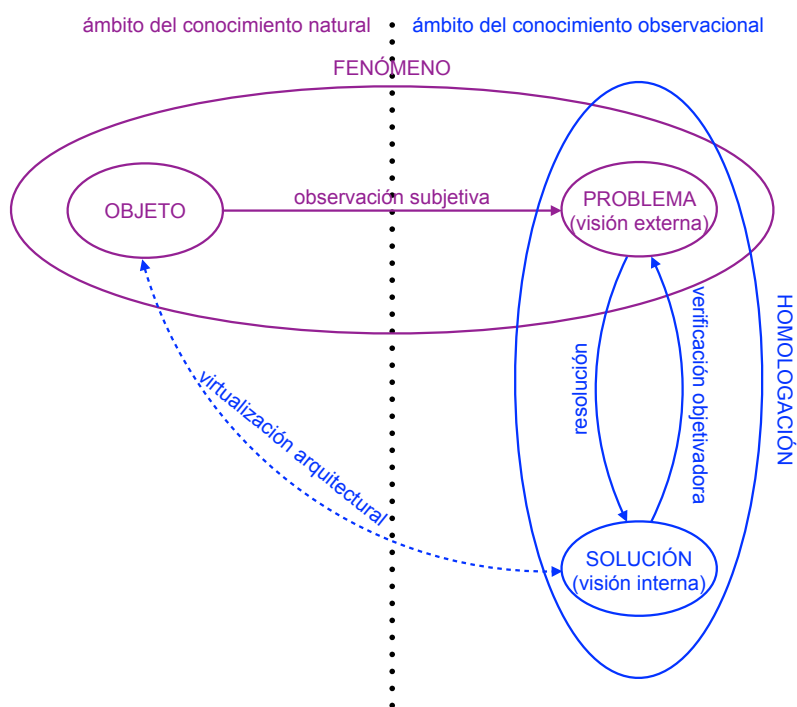 ámbito del conocimiento natural
ámbito del conocimiento observacional
FENÓMENO
OBJETO
observación subjetiva
PROBLEMA
(visión externa)
virtualización arquitectural
resolución
verificación objetivadora
HOMOLOGACIÓN
SOLUCIÓN
(visión interna)